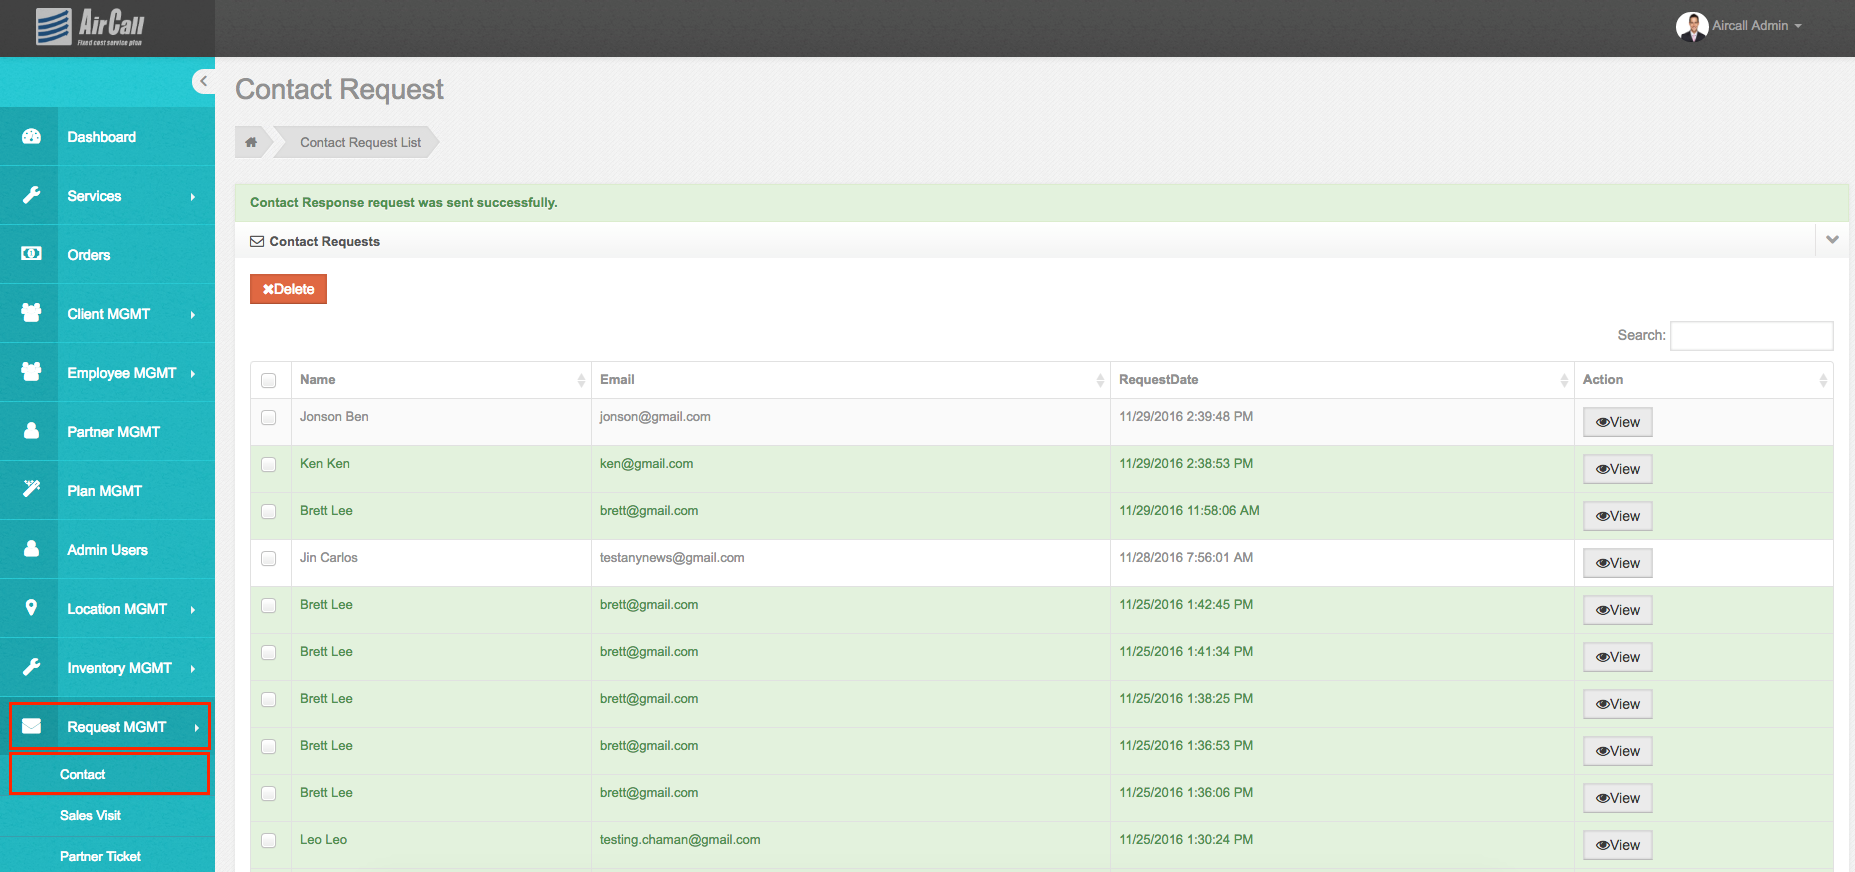 AirCall
Fixed cost service plan
Aircall Admin
Dashboard
Services
Orders
Client MGMT
Employee MGMT
Partner MGMT
Plan MGMT
Admin Users
Location MGMT
Inventory MGMT
Request MGMT
Contact
Sales Visit
Partner Ticket
Contact Request
Contact Request List
Contact Response request was sent successfully.
Contact Requests
Delete
Search:
Name Email RequestDate Action
Jonson Ben jonson@gmail.com 11/29/2016 2:39:48 PM View
Ken Ken ken@gmail.com 11/29/2016 2:38:53 PM View
Brett Lee brett@gmail.com 11/29/2016 11:58:06 AM View
Jin Carlos testanynews@gmail.com 11/28/2016 7:56:01 AM View
Brett Lee brett@gmail.com 11/25/2016 1:42:45 PM View
Brett Lee brett@gmail.com 11/25/2016 1:41:34 PM View
Brett Lee brett@gmail.com 11/25/2016 1:38:25 PM View
Brett Lee brett@gmail.com 11/25/2016 1:36:53 PM View
Brett Lee brett@gmail.com 11/25/2016 1:36:06 PM View
Leo Leo testing.chaman@gmail.com 11/25/2016 1:30:24 PM View